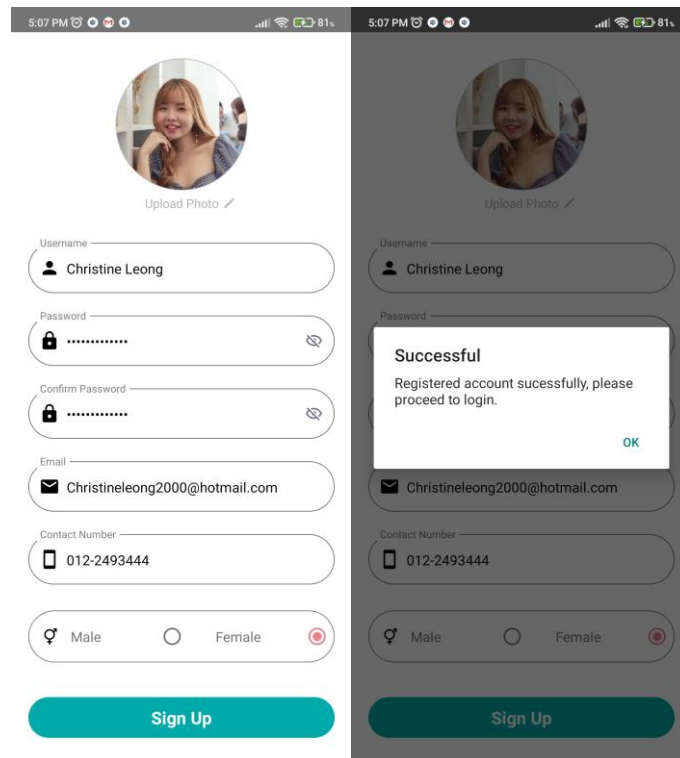 5:07 PM 81%
Upload Photo
Username
Christine Leong
Password
•••••••••••••
Confirm Password
•••••••••••••
Email
Christineleong2000@hotmail.com
Contact Number
012-2493444
Male Female
Sign Up
5:07 PM 81%
Upload Photo
Username
Christine Leong
Password
Successful
Registered account sucessfully, please
proceed to login.
OK
Christineleong2000@hotmail.com
Contact Number
012-2493444
Male Female
Sign Up